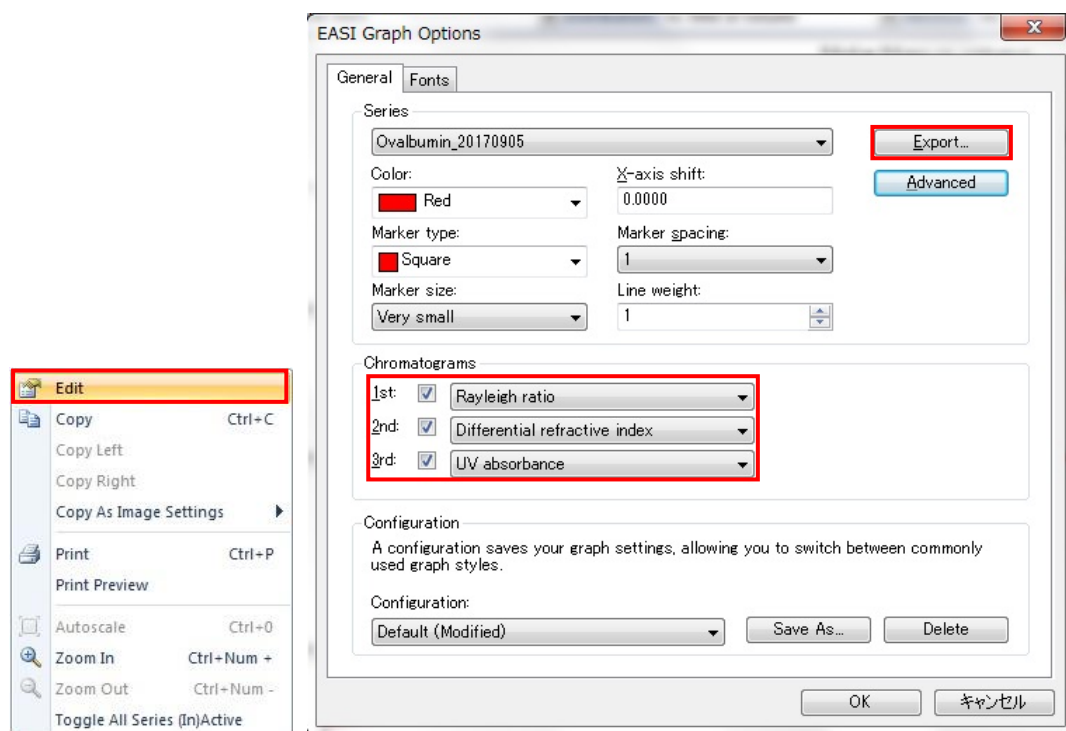 Edit
Copy Ctrl+C
Copy Left
Copy Right
Copy As Image Settings
Print Ctrl+P
Print Preview
Autoscale Ctrl+0
Zoom In Ctrl+Num +
Zoom Out Ctrl+Num -
Toggle All Series (In)Active
EASI Graph Options
General Fonts
Series
Ovalbumin_20170905 Export...
Color: X-axis shift: Advanced
Red 0.0000
Marker type: Marker spacing:
Square 1
Marker size: Line weight:
Very small 1
Chromatograms
1st: Rayleigh ratio
2nd: Differential refractive index
3rd: UV absorbance
Configuration
A configuration saves your graph settings, allowing you to switch between commonly
used graph styles.
Configuration:
Default (Modified) Save As... Delete
OK キャンセル